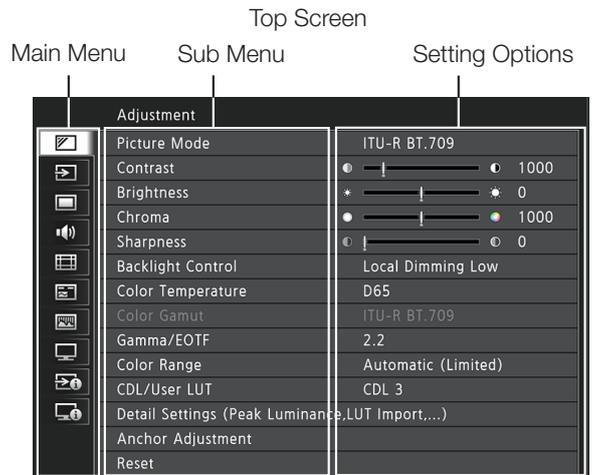 Top Screen
Main Menu Sub Menu Setting Options
Adjustment
Picture Mode ITU-R BT.709
Contrast 1000
Brightness 0
Chroma 1000
Sharpness 0
Backlight Control Local Dimming Low
Color Temperature D65
Color Gamut ITU-R BT.709
Gamma/EOTF 2.2
Color Range Automatic (Limited)
CDL/User LUT CDL 3
Detail Settings (Peak Luminance,LUT Import,...)
Anchor Adjustment
Reset